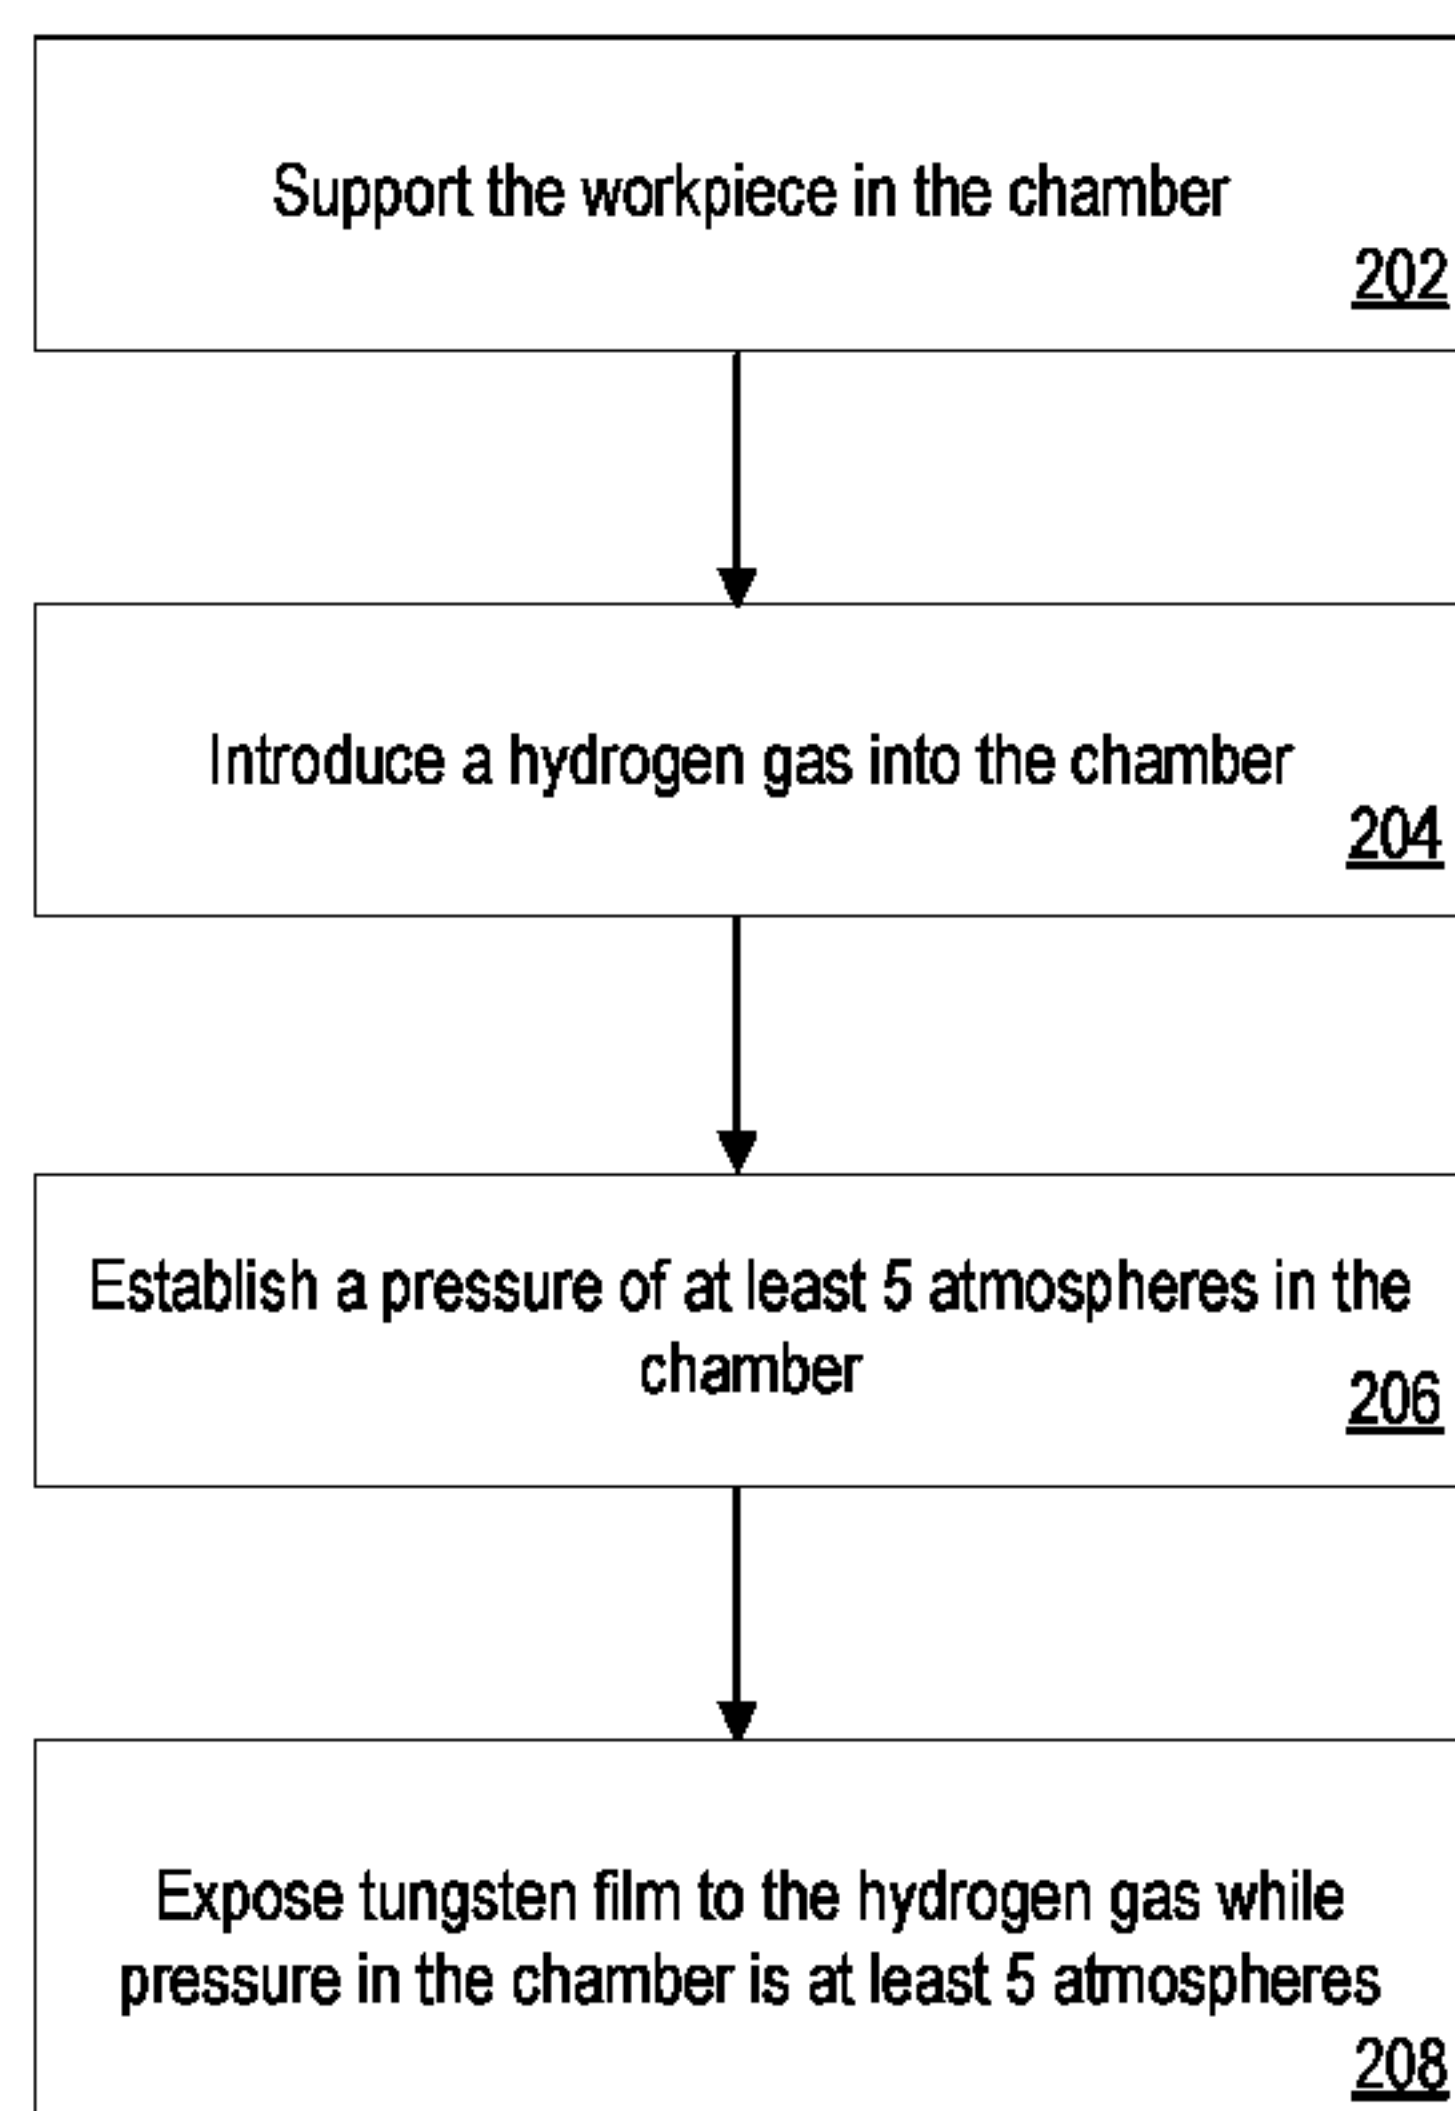 Support the workpiece in the chamber
202
Introduce a hydrogen gas into the chamber
204
Establish a pressure of at least 5 atmospheres in the
chamber
206
Expose tungsten film to the hydrogen gas while
pressure in the chamber is at least 5 atmospheres
208